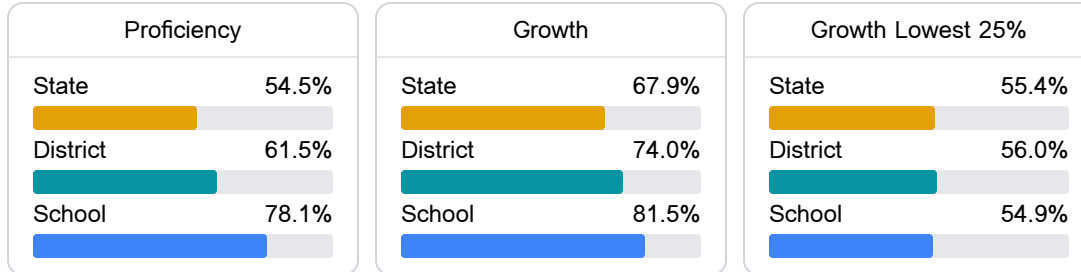 Proficiency
State 54.5%
District 61.5%
School 78.1%
Growth
State 67.9%
District 74.0%
School 81.5%
Growth Lowest 25%
State 55.4%
District 56.0%
School 54.9%